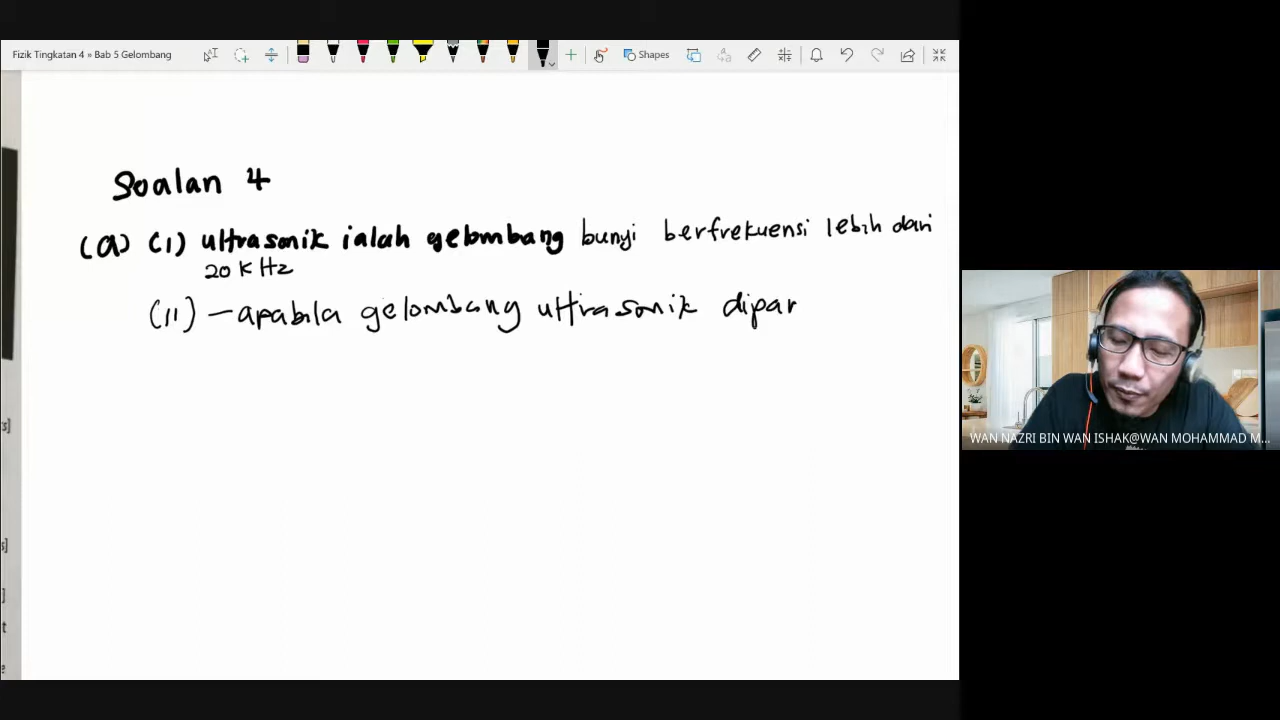 Fizik Tingkatan 4 » Bab 5 Gelombang
Shapes
Soalan 4
(a) (i) ultrasonik ialah gelombang bunyi berfrekuensi lebih dari
20 KHz
(ii) – apabila gelombang ultrasonik dipan
s]
s]
]
t
e
WAN NAZRI BIN WAN ISHAK@WAN MOHAMMAD M...